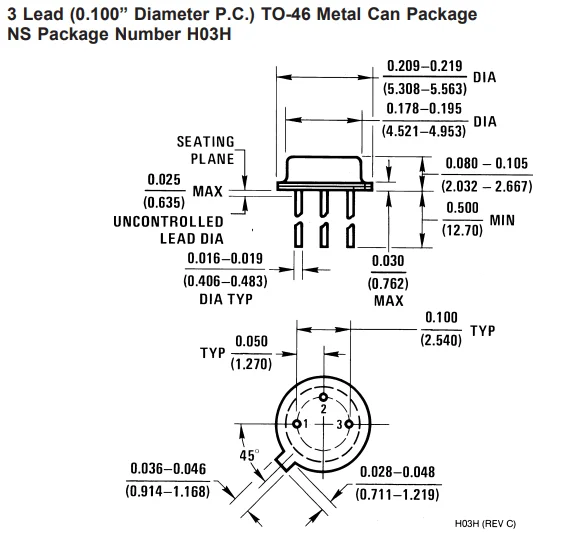 3 Lead (0.100” Diameter P.C.) TO-46 Metal Can Package
NS Package Number H03H
0.209–0.219
(5.308–5.563)
DIA
0.178–0.195
(4.521–4.953)
DIA
SEATING
PLANE
0.025
(0.635)
MAX
UNCONTROLLED
LEAD DIA
0.080 – 0.105
(2.032 – 2.667)
0.500
(12.70)
MIN
0.016–0.019
(0.406–0.483)
DIA TYP
0.030
(0.762)
MAX
0.100
(2.540)
TYP
TYP
0.050
(1.270)
2
1
3
45°
0.036–0.046
(0.914–1.168)
0.028–0.048
(0.711–1.219)
H03H (REV C)